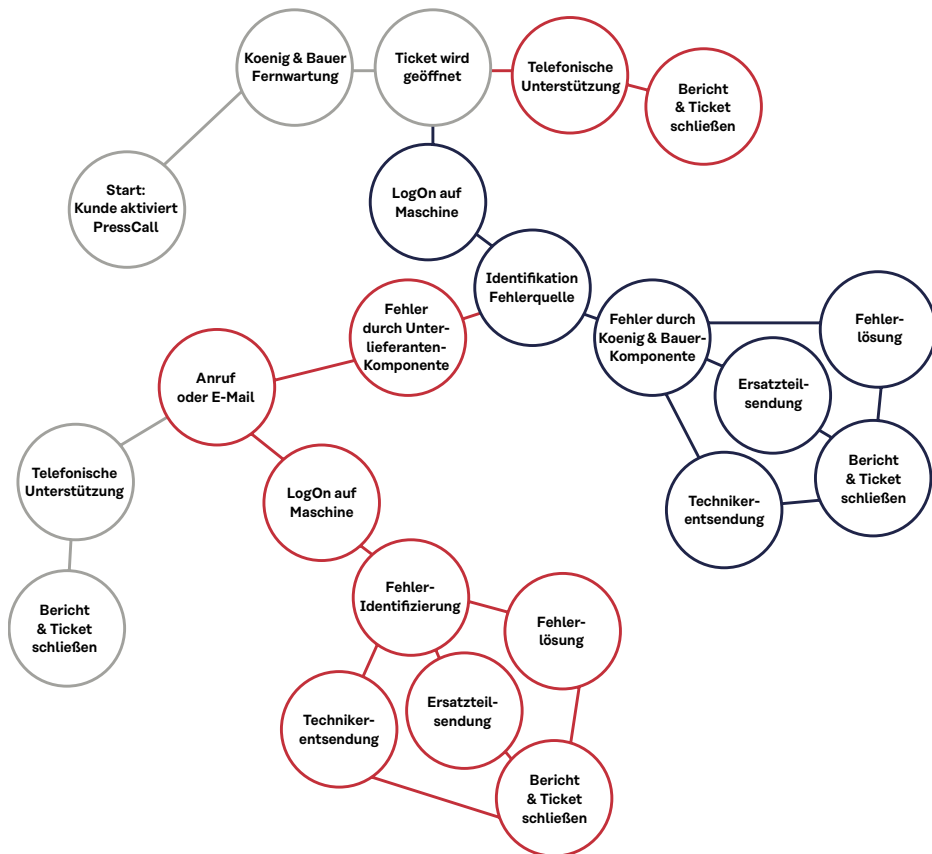 Koenig & Bauer
Fernwartung
Ticket wird
geöffnet
Telefonische
Unterstützung
Bericht
& Ticket
schließen
Start:
Kunde aktiviert
PressCall
LogOn auf
Maschine
Identifikation
Fehlerquelle
Fehler
durch Unter-
lieferanten-
Komponente
Fehler durch
Koenig & Bauer-
Komponente
Fehler-
lösung
Ersatzteil-
sendung
Bericht
& Ticket
schließen
Techniker-
entsendung
Anruf
oder E-Mail
Telefonische
Unterstützung
Bericht
& Ticket
schließen
LogOn auf
Maschine
Fehler-
Identifizierung
Fehler-
lösung
Ersatzteil-
sendung
Techniker-
entsendung
Bericht
& Ticket
schließen